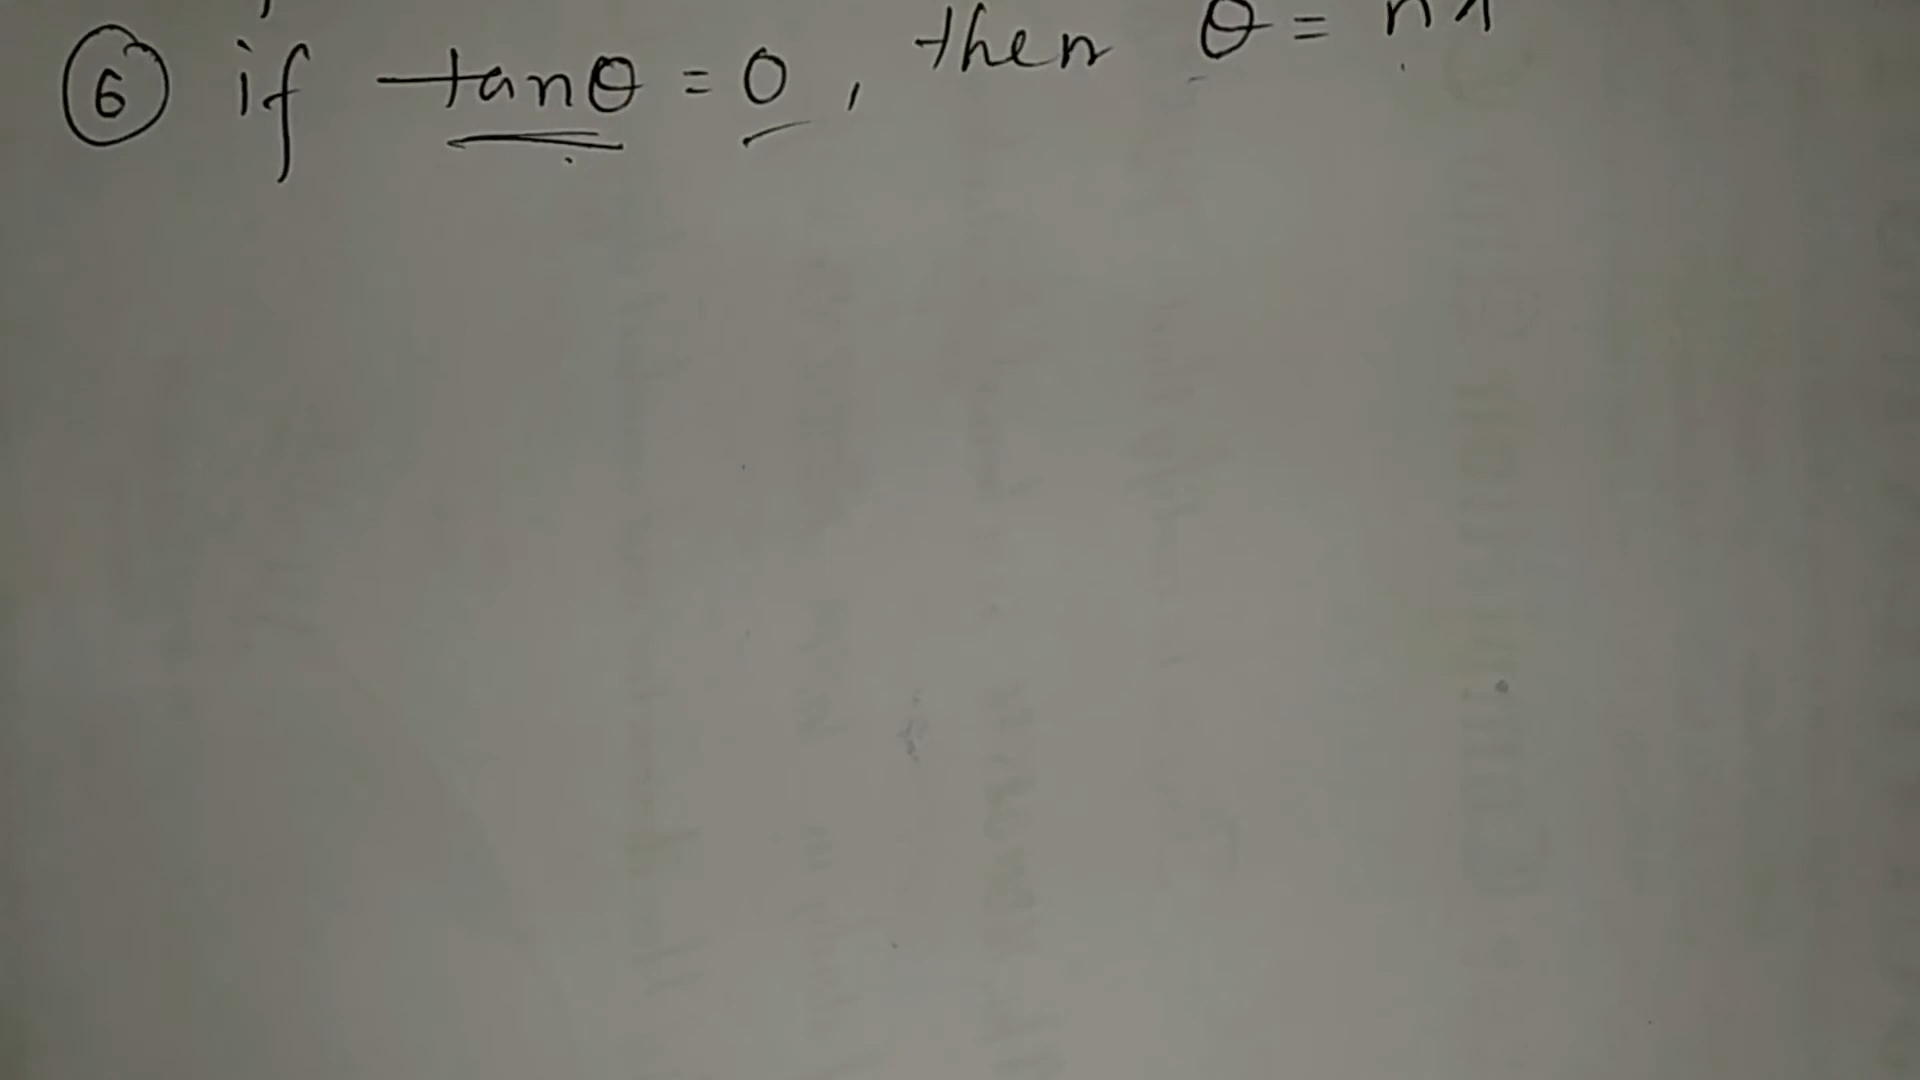 ⑥ if tanθ = 0, then θ = nπ